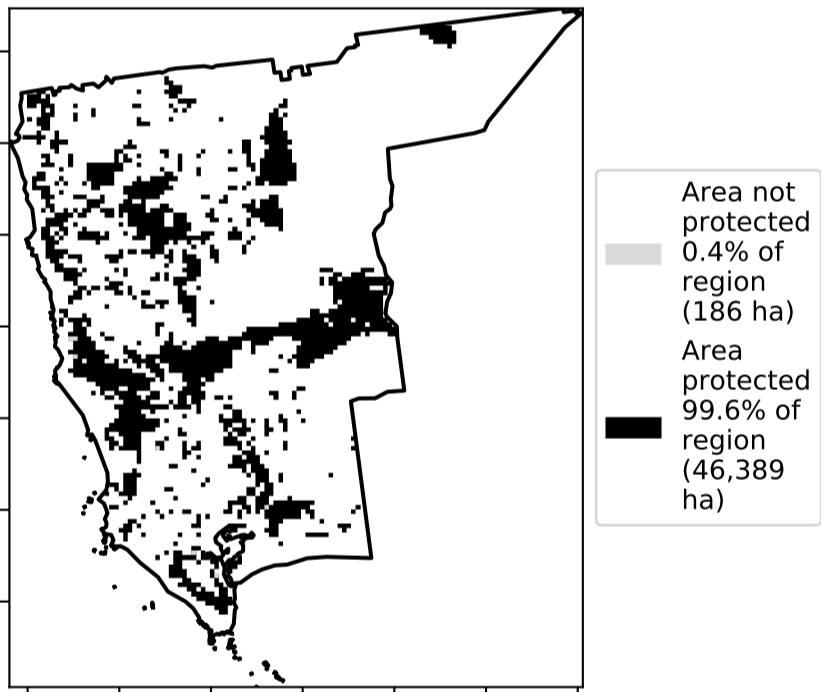 Area not
protected
0.4% of
region
(186 ha)
Area
protected
99.6% of
region
(46,389
ha)